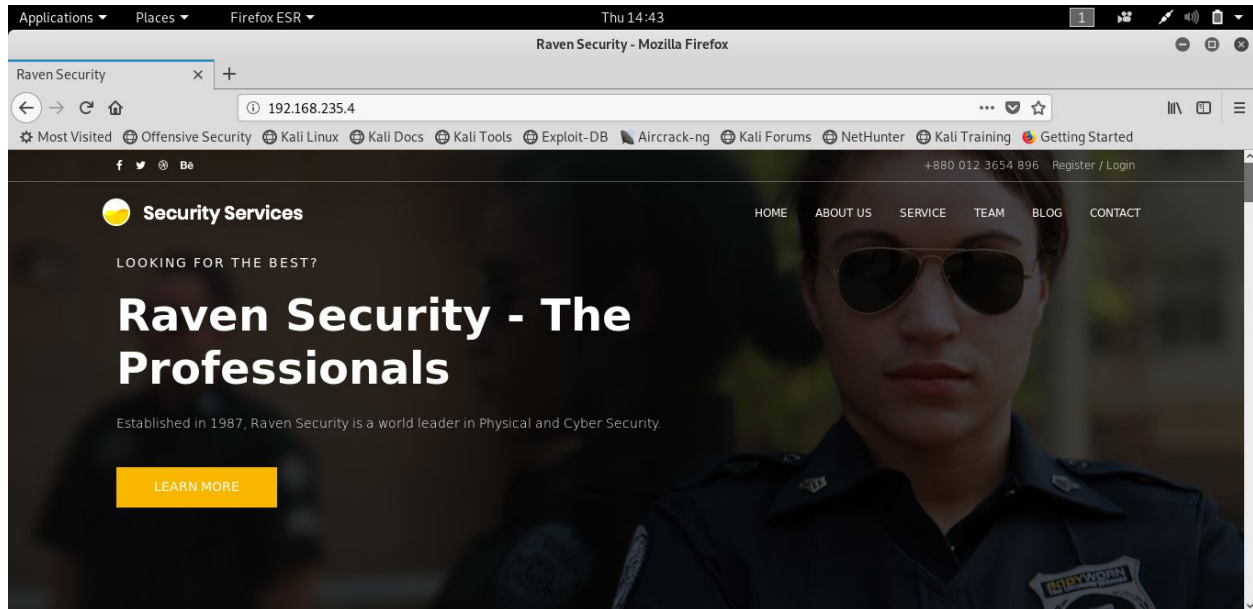 Applications Places Firefox ESR Thu 14:43 1
Raven Security - Mozilla Firefox
Raven Security
192.168.235.4
Most Visited Offensive Security Kali Linux Kali Docs Kali Tools Exploit-DB Aircrack-ng Kali Forums NetHunter Kali Training Getting Started
Bē +880 012 3654 896 Register / Login
Security Services HOME ABOUT US SERVICE TEAM BLOG CONTACT
LOOKING FOR THE BEST?
Raven Security - The
Professionals
Established in 1987, Raven Security is a world leader in Physical and Cyber Security.
LEARN MORE
BODYWORN